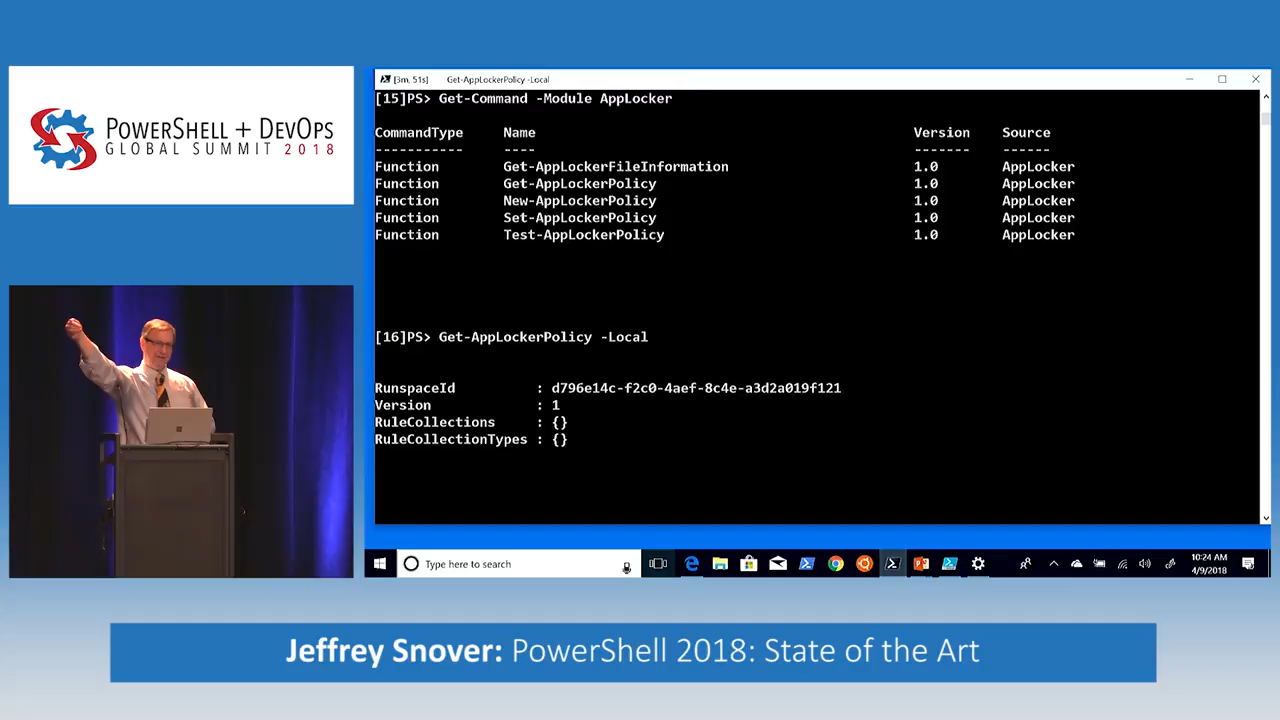 POWERSHELL + DEVOPS
GLOBAL SUMMIT 2018
[3m, 51s] Get-AppLockerPolicy -Local
[15]PS> Get-Command -Module AppLocker
CommandType Name Version Source
----------- ---- ------- ------
Function Get-AppLockerFileInformation 1.0 AppLocker
Function Get-AppLockerPolicy 1.0 AppLocker
Function New-AppLockerPolicy 1.0 AppLocker
Function Set-AppLockerPolicy 1.0 AppLocker
Function Test-AppLockerPolicy 1.0 AppLocker
[16]PS> Get-AppLockerPolicy -Local
RunspaceId : d796e14c-f2c0-4aef-8c4e-a3d2a019f121
Version : 1
RuleCollections : {}
RuleCollectionTypes : {}
Type here to search
10:24 AM
4/9/2018
Jeffrey Snover: PowerShell 2018: State of the Art